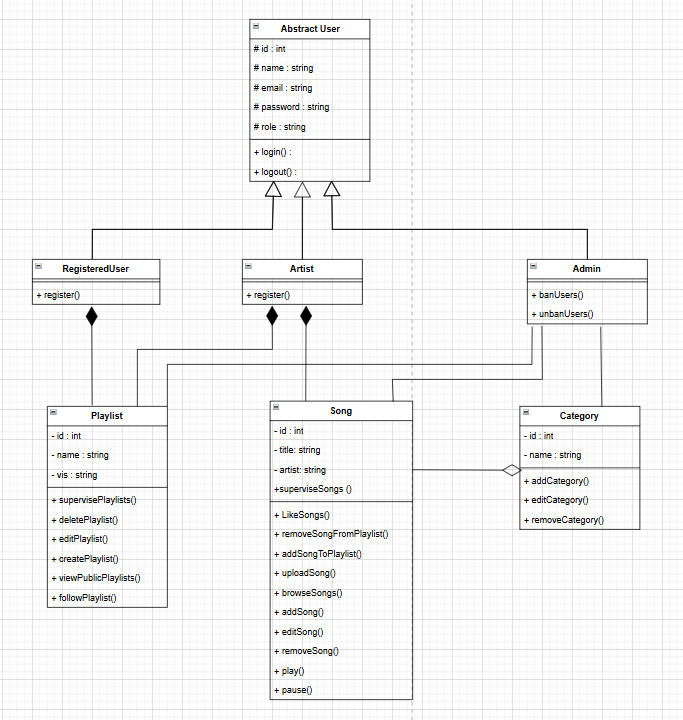 Abstract User
# id : int
# name : string
# email : string
# password : string
# role : string
+ login() :
+ logout() :
RegisteredUser
+ register()
Artist
+ register()
Admin
+ banUsers()
+ unbanUsers()
Playlist
- id : int
- name : string
- vis : string
+ supervisePlaylists()
+ deletePlaylist()
+ editPlaylist()
+ createPlaylist()
+ viewPublicPlaylists()
+ followPlaylist()
Song
- id : int
- title: string
- artist: string
+superviseSongs ()
+ LikeSongs()
+ removeSongFromPlaylist()
+ addSongToPlaylist()
+ uploadSong()
+ browseSongs()
+ addSong()
+ editSong()
+ removeSong()
+ play()
+ pause()
Category
- id : int
- name : string
+ addCategory()
+ editCategory()
+ removeCategory()